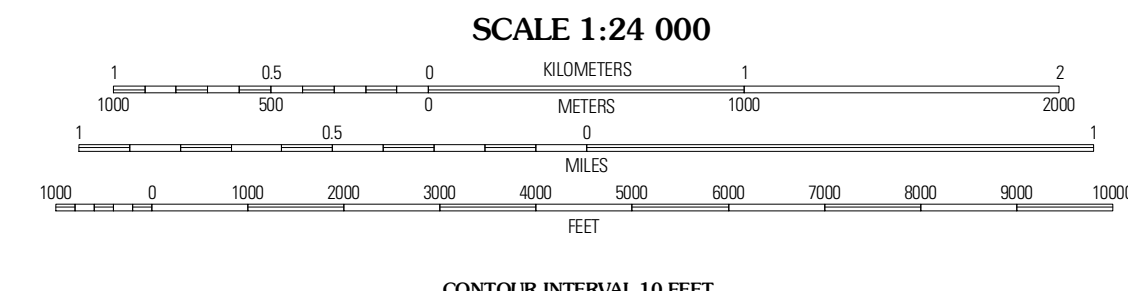 SCALE 1:24 000
1 0.5 0 KILOMETERS 1 2
1000 500 0 METERS 1000 2000
1 0.5 0 1
MILES
1000 0 1000 2000 3000 4000 5000 6000 7000 8000 9000 10000
FEET
CONTOUR INTERVAL 10 FEET